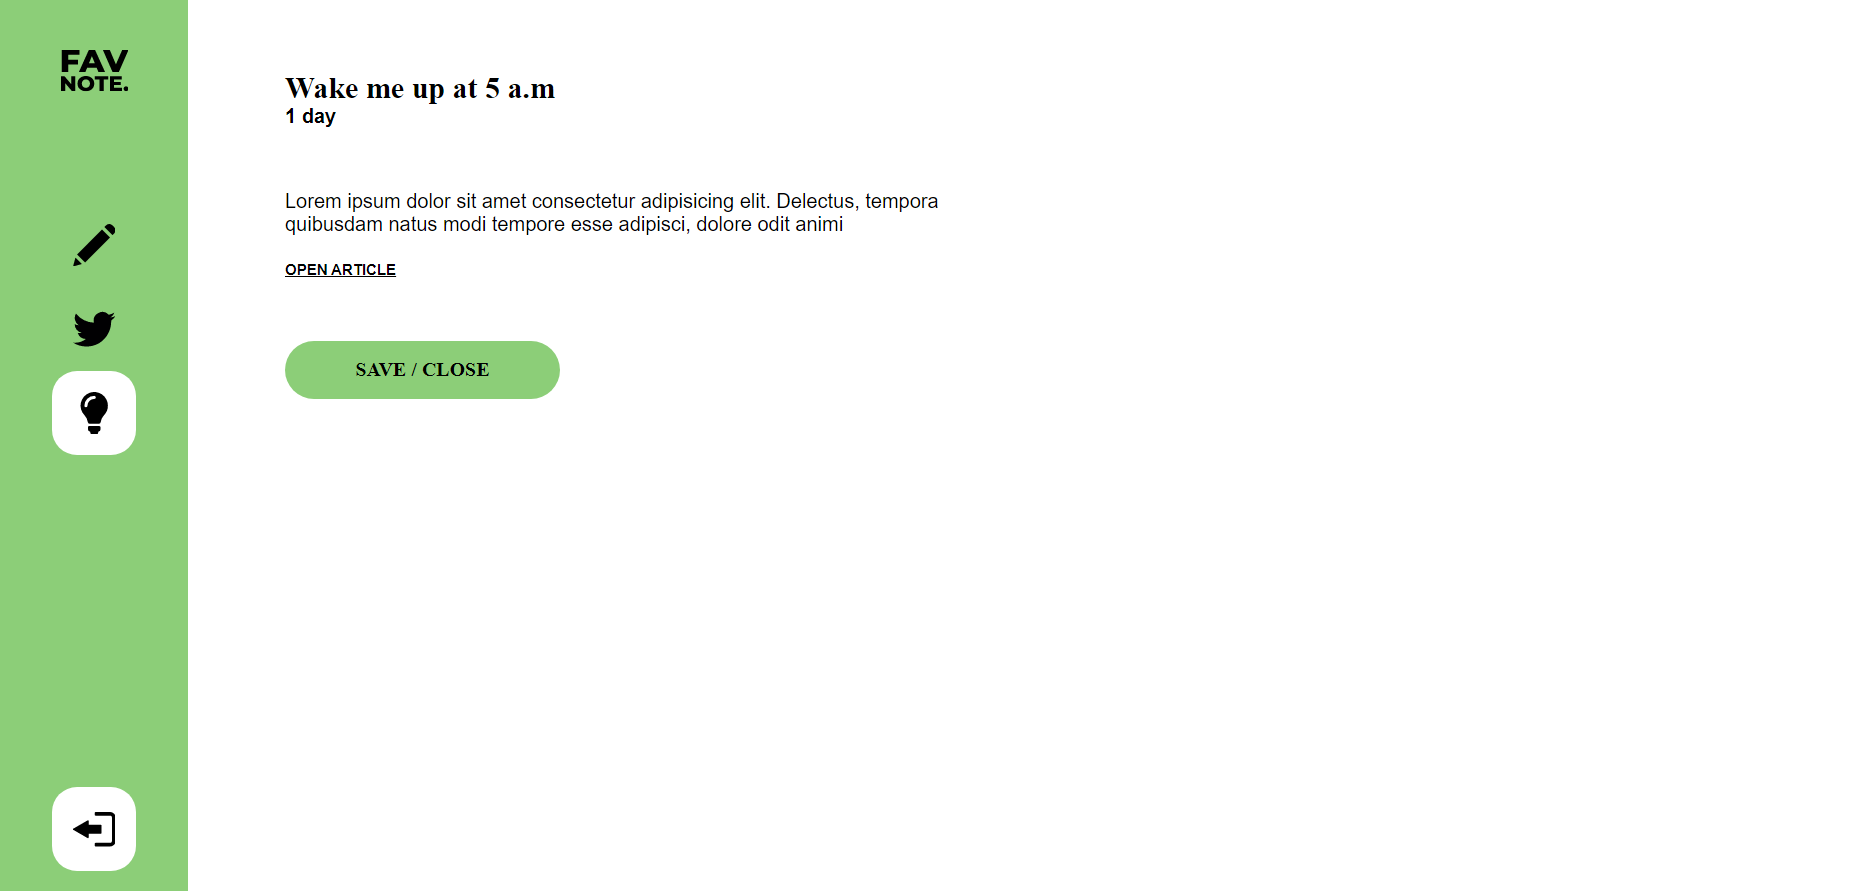 FAV
NOTE.
Wake me up at 5 a.m
1 day
Lorem ipsum dolor sit amet consectetur adipisicing elit. Delectus, tempora
quibusdam natus modi tempore esse adipisci, dolore odit animi
OPEN ARTICLE
SAVE / CLOSE